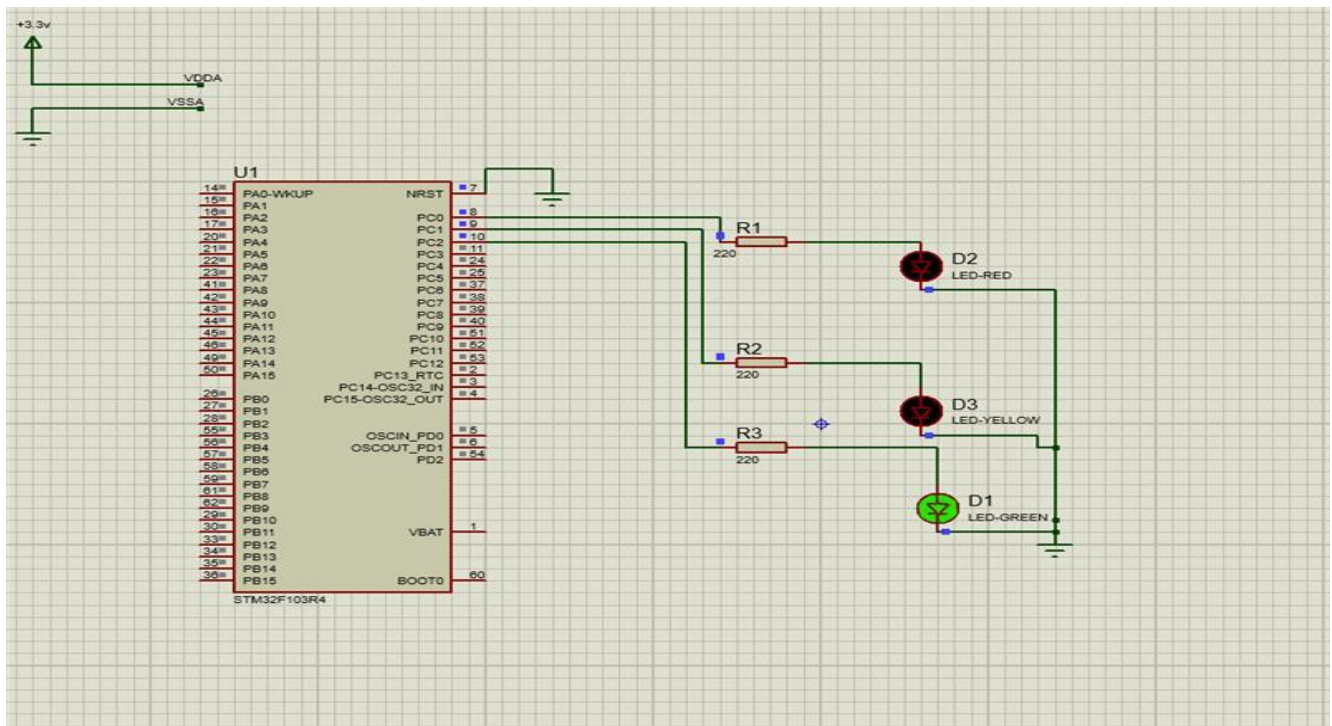 +3.3v
VDDA
VSSA
U1
14 PA0-WKUP NRST 7
15 PA1
16 PA2 PC0 8
17 PA3 PC1 9
20 PA4 PC2 10
21 PA5 PC3 11
22 PA6 PC4 24
23 PA7 PC5 25
41 PA8 PC6 37
42 PA9 PC7 38
43 PA10 PC8 39
44 PA11 PC9 40
45 PA12 PC10 51
46 PA13 PC11 52
49 PA14 PC12 53
50 PA15 PC13_RTC 2
PC14-OSC32_IN 3
26 PB0 PC15-OSC32_OUT 4
27 PB1
28 PB2
55 PB3 OSCIN_PD0 5
56 PB4 OSCOUT_PD1 6
57 PB5 PD2 54
58 PB6
59 PB7
61 PB8
62 PB9
29 PB10
30 PB11 VBAT 1
33 PB12
34 PB13
35 PB14
36 PB15 BOOT0 60
STM32F103R4
R1
220
D2
LED-RED
R2
220
D3
LED-YELLOW
R3
220
D1
LED-GREEN